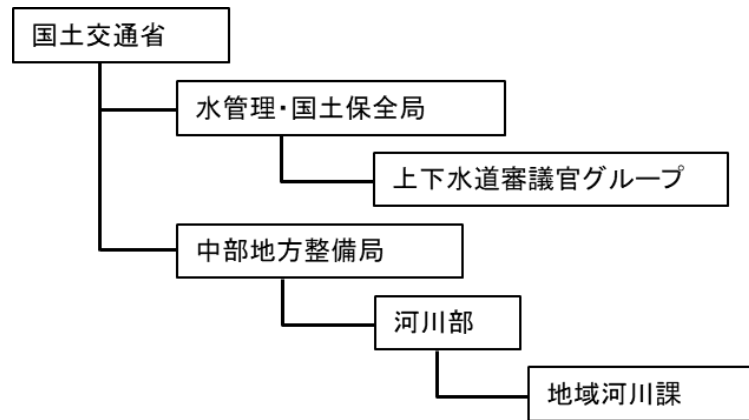 国土交通省
水管理・国土保全局
上下水道審議官グループ
中部地方整備局
河川部
地域河川課